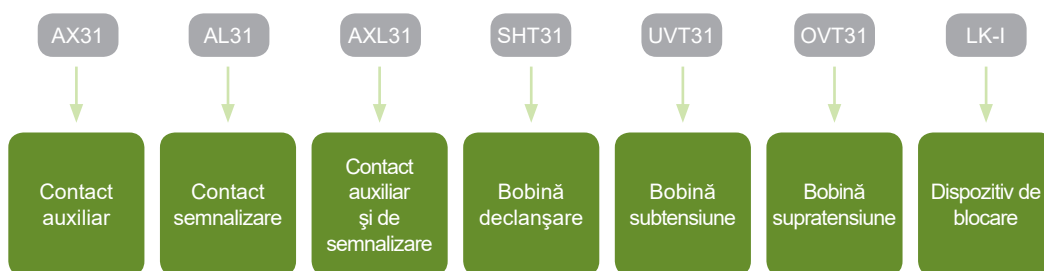 AX31
AL31
AXL31
SHT31
UVT31
OVT31
LK-I
Contact
auxiliar
Contact
semnalizare
Contact
auxiliar
şi de
semnalizare
Bobină
declanşare
Bobină
subtensiune
Bobină
supratensiune
Dispozitiv de
blocare